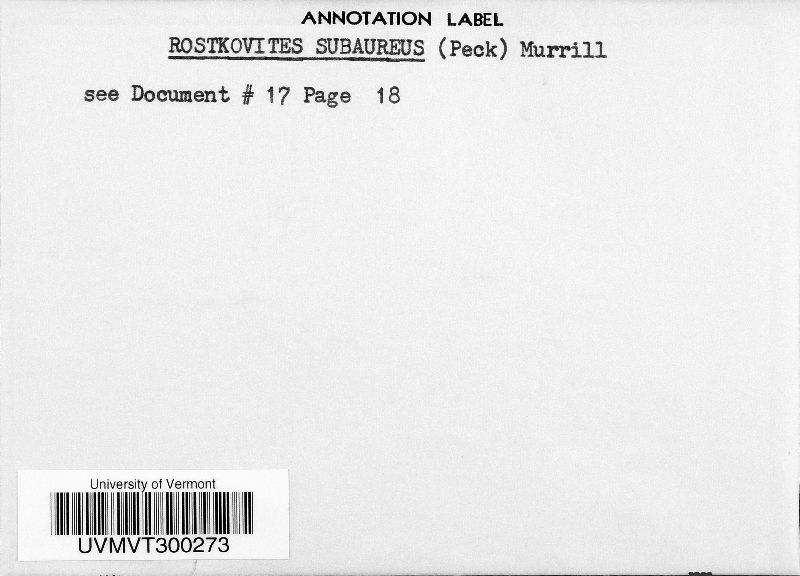 ANNOTATION LABEL
ROSTKOVITES SUBAUREUS (Peck) Murrill
see Document # 17 Page 18
University of Vermont
UVMVT300273